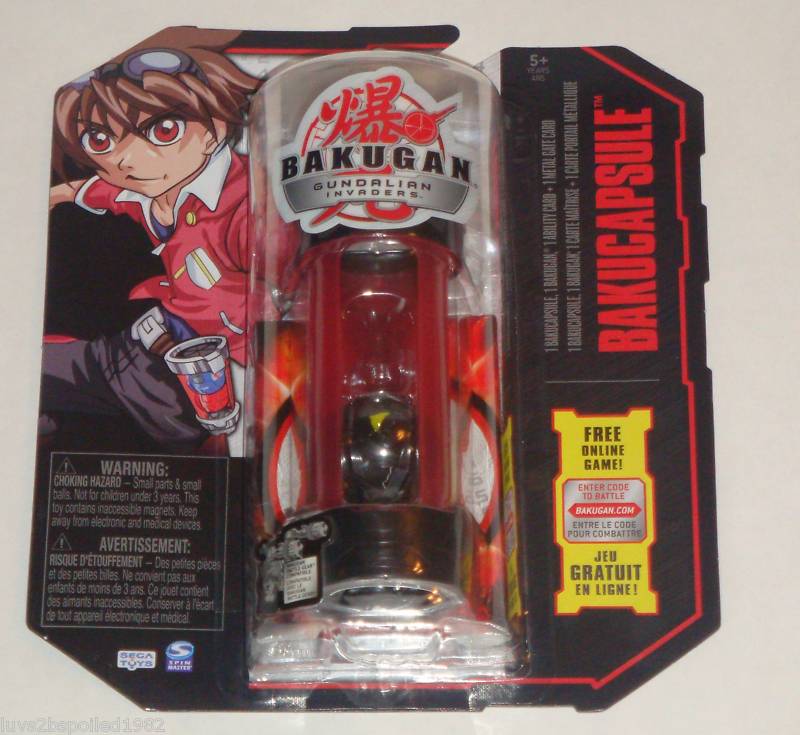 爆
BAKUGAN
GUNDALIAN
INVADERS
5+
YEARS
ANS
BAKUCAPSULE™
1 BAKUCAPSULE, 1 BAKUGAN®, 1 ABILITY CARD + 1 METAL GATE CARD
1 BAKUCAPSULE, 1 BAKUGAN, 1 CARTE MAÎTRISE + 1 CARTE PORTAIL MÉTALLIQUE
FREE
ONLINE
GAME!
ENTER CODE
TO BATTLE
BAKUGAN.COM
ENTRE LE CODE
POUR COMBATTRE
JEU
GRATUIT
EN LIGNE!
WARNING:
CHOKING HAZARD – Small parts & small
balls. Not for children under 3 years. This
toy contains inaccessible magnets. Keep
away from electronic and medical devices.
AVERTISSEMENT:
RISQUE D'ÉTOUFFEMENT – Des petites pièces
et des petites billes. Ne convient pas aux
enfants de moins de 3 ans. Ce jouet contient
des aimants inaccessibles. Conserver à l'écart
de tout appareil électronique et médical.
SEGA
TOYS
SPIN
MASTER
luvs2bspoiled1982